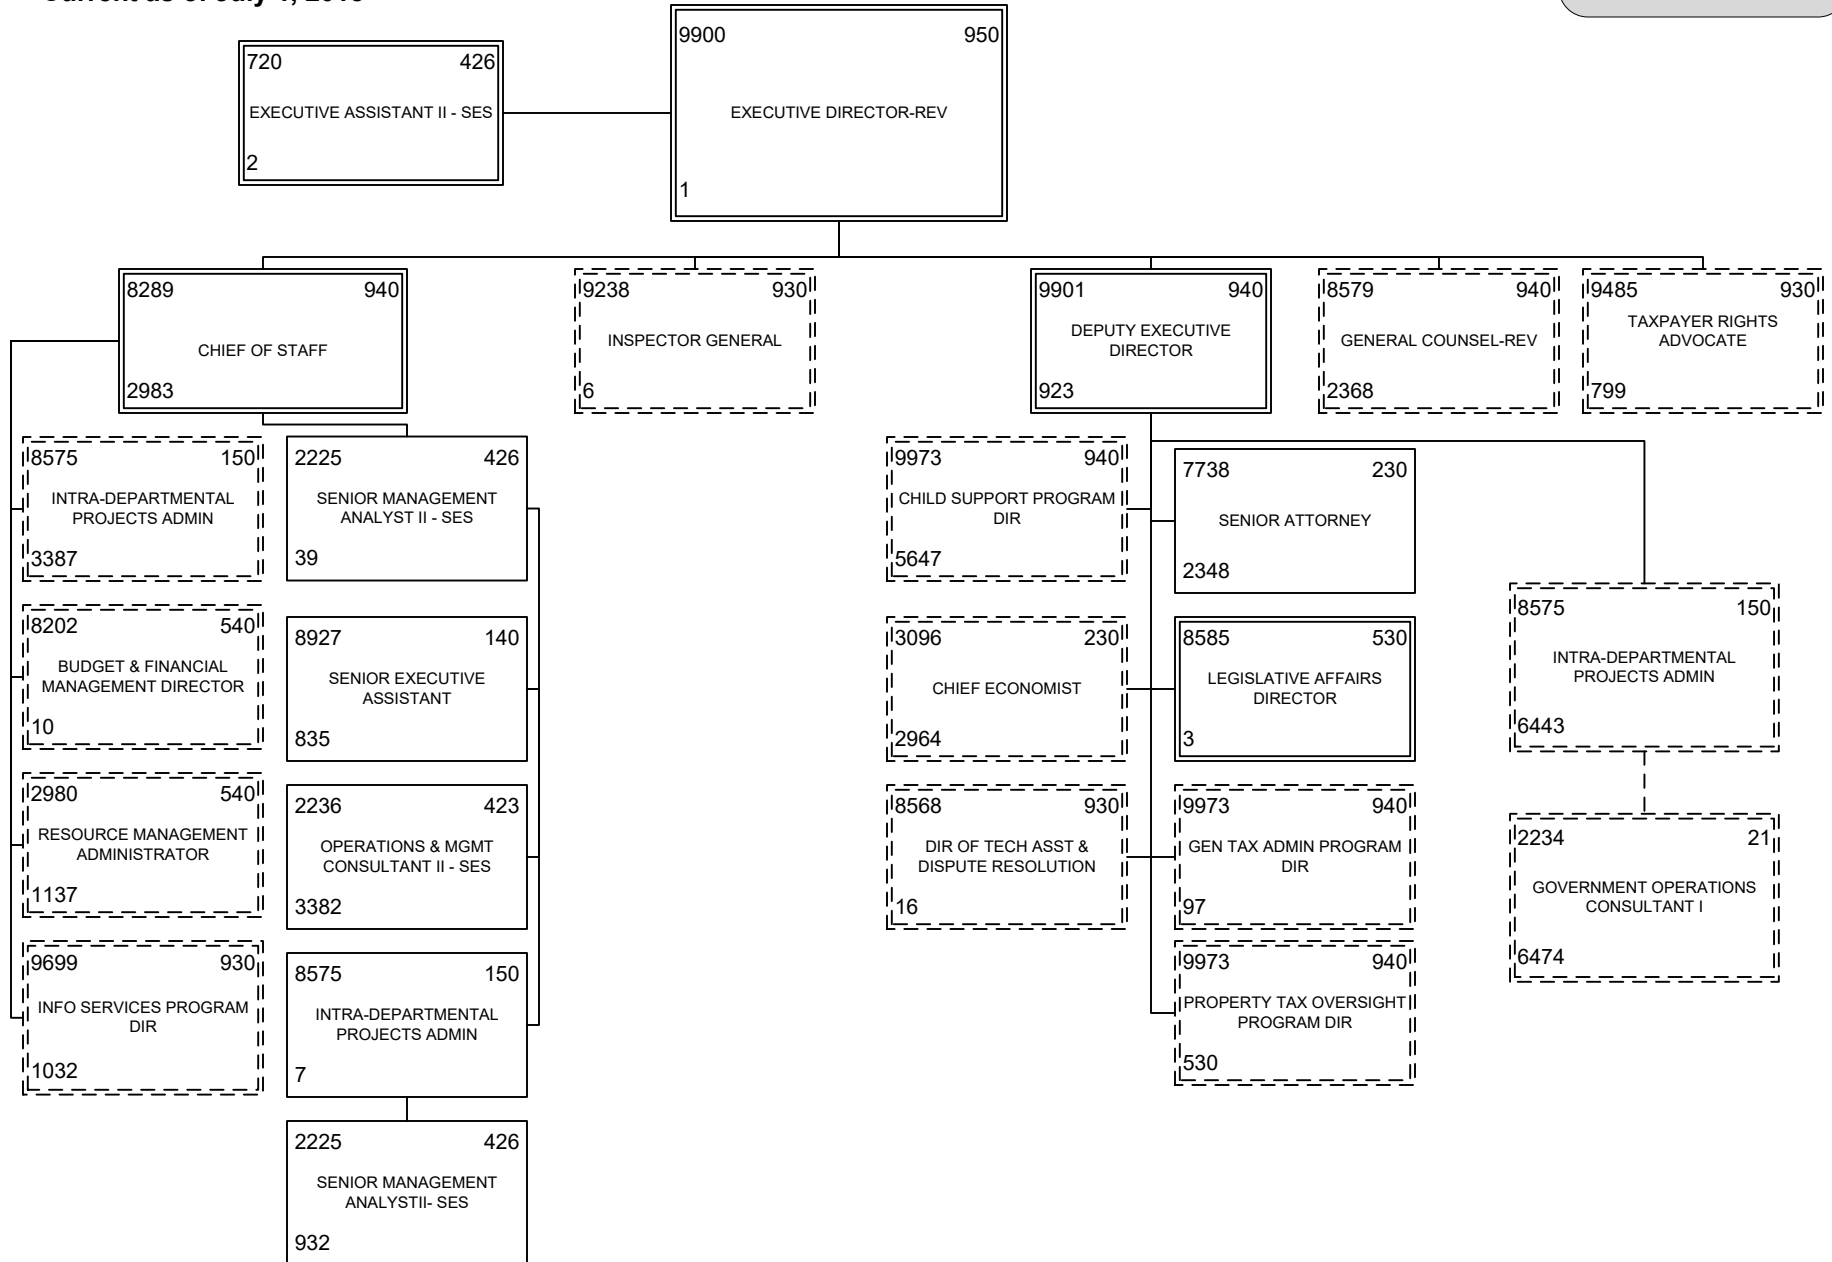 9900 950
EXECUTIVE DIRECTOR-REV
1
720 426
EXECUTIVE ASSISTANT II - SES
2
8289 940
CHIEF OF STAFF
2983
9238 930
INSPECTOR GENERAL
6
9901 940
DEPUTY EXECUTIVE
DIRECTOR
923
8579 940
GENERAL COUNSEL-REV
2368
9485 930
TAXPAYER RIGHTS
ADVOCATE
799
8575 150
INTRA-DEPARTMENTAL
PROJECTS ADMIN
3387
8202 540
BUDGET & FINANCIAL
MANAGEMENT DIRECTOR
10
2980 540
RESOURCE MANAGEMENT
ADMINISTRATOR
1137
9699 930
INFO SERVICES PROGRAM
DIR
1032
2225 426
SENIOR MANAGEMENT
ANALYST II - SES
39
8927 140
SENIOR EXECUTIVE
ASSISTANT
835
2236 423
OPERATIONS & MGMT
CONSULTANT II - SES
3382
8575 150
INTRA-DEPARTMENTAL
PROJECTS ADMIN
7
2225 426
SENIOR MANAGEMENT
ANALYSTII- SES
932
9973 940
CHILD SUPPORT PROGRAM
DIR
5647
3096 230
CHIEF ECONOMIST
2964
8568 930
DIR OF TECH ASST &
DISPUTE RESOLUTION
16
7738 230
SENIOR ATTORNEY
2348
8585 530
LEGISLATIVE AFFAIRS
DIRECTOR
3
9973 940
GEN TAX ADMIN PROGRAM
DIR
97
9973 940
PROPERTY TAX OVERSIGHT
PROGRAM DIR
530
8575 150
INTRA-DEPARTMENTAL
PROJECTS ADMIN
6443
2234 21
GOVERNMENT OPERATIONS
CONSULTANT I
6474